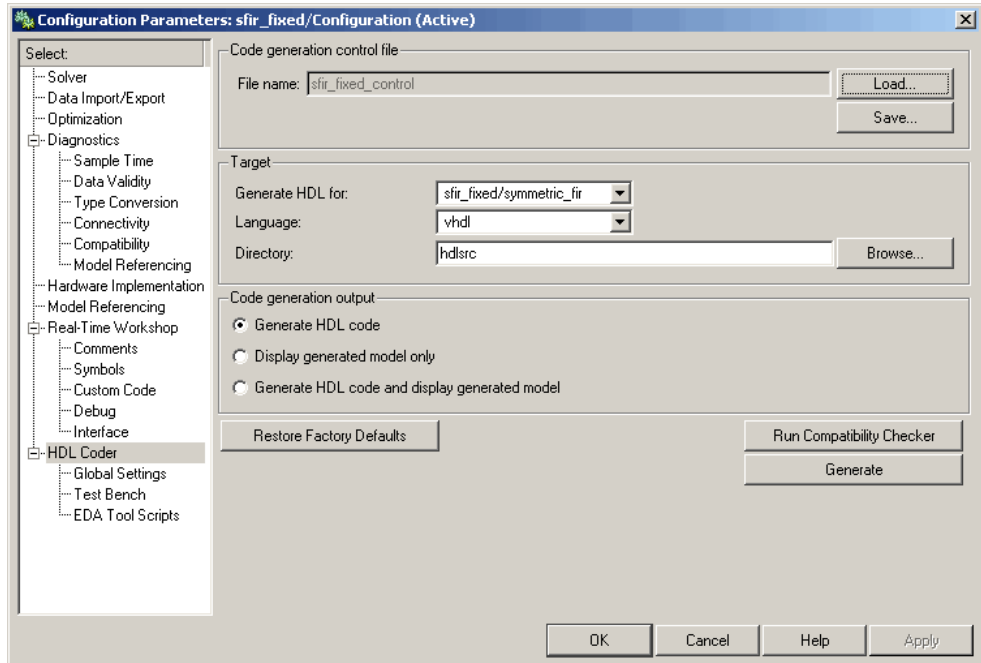 Configuration Parameters: sfir_fixed/Configuration (Active)
Select:
Solver
Data Import/Export
Optimization
Diagnostics
Sample Time
Data Validity
Type Conversion
Connectivity
Compatibility
Model Referencing
Hardware Implementation
Model Referencing
Real-Time Workshop
Comments
Symbols
Custom Code
Debug
Interface
HDL Coder
Global Settings
Test Bench
EDA Tool Scripts
Code generation control file
File name: sfir_fixed_control Load...
Save...
Target
Generate HDL for: sfir_fixed/symmetric_fir
Language: vhdl
Directory: hdlsrc Browse...
Code generation output
Generate HDL code
Display generated model only
Generate HDL code and display generated model
Restore Factory Defaults Run Compatibility Checker
Generate
OK Cancel Help Apply